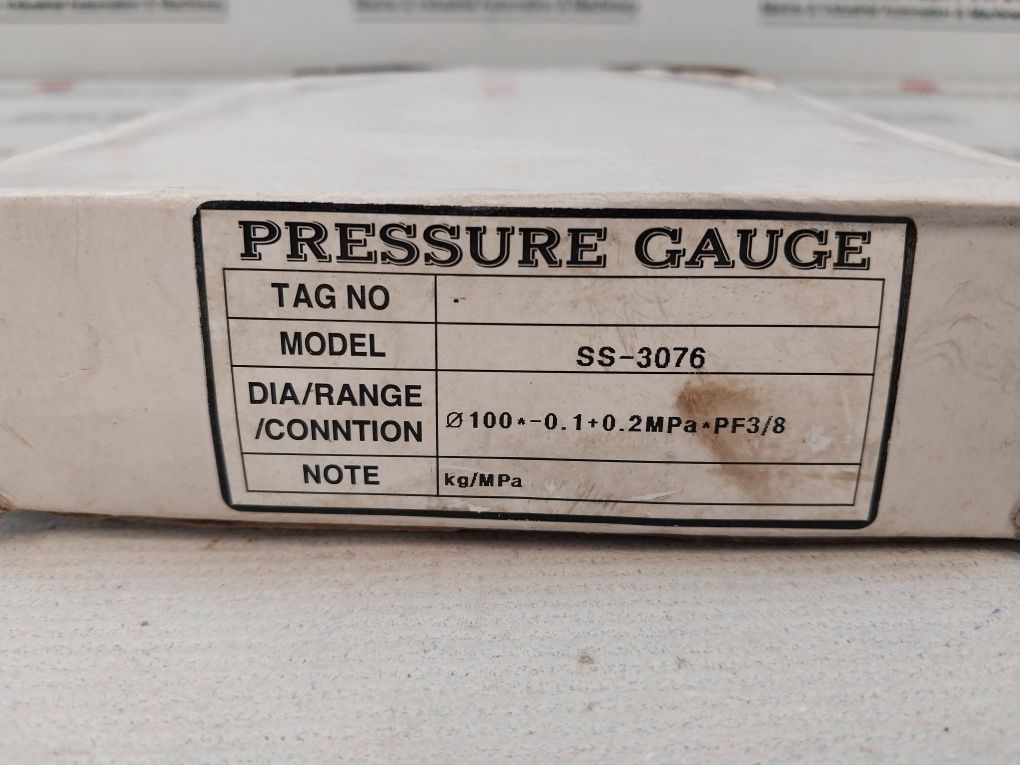 PRESSURE GAUGE
TAG NO .
MODEL SS-3076
DIA/RANGE
/CONNTION Ø100*-0.1+0.2MPa*PF3/8
NOTE kg/MPa